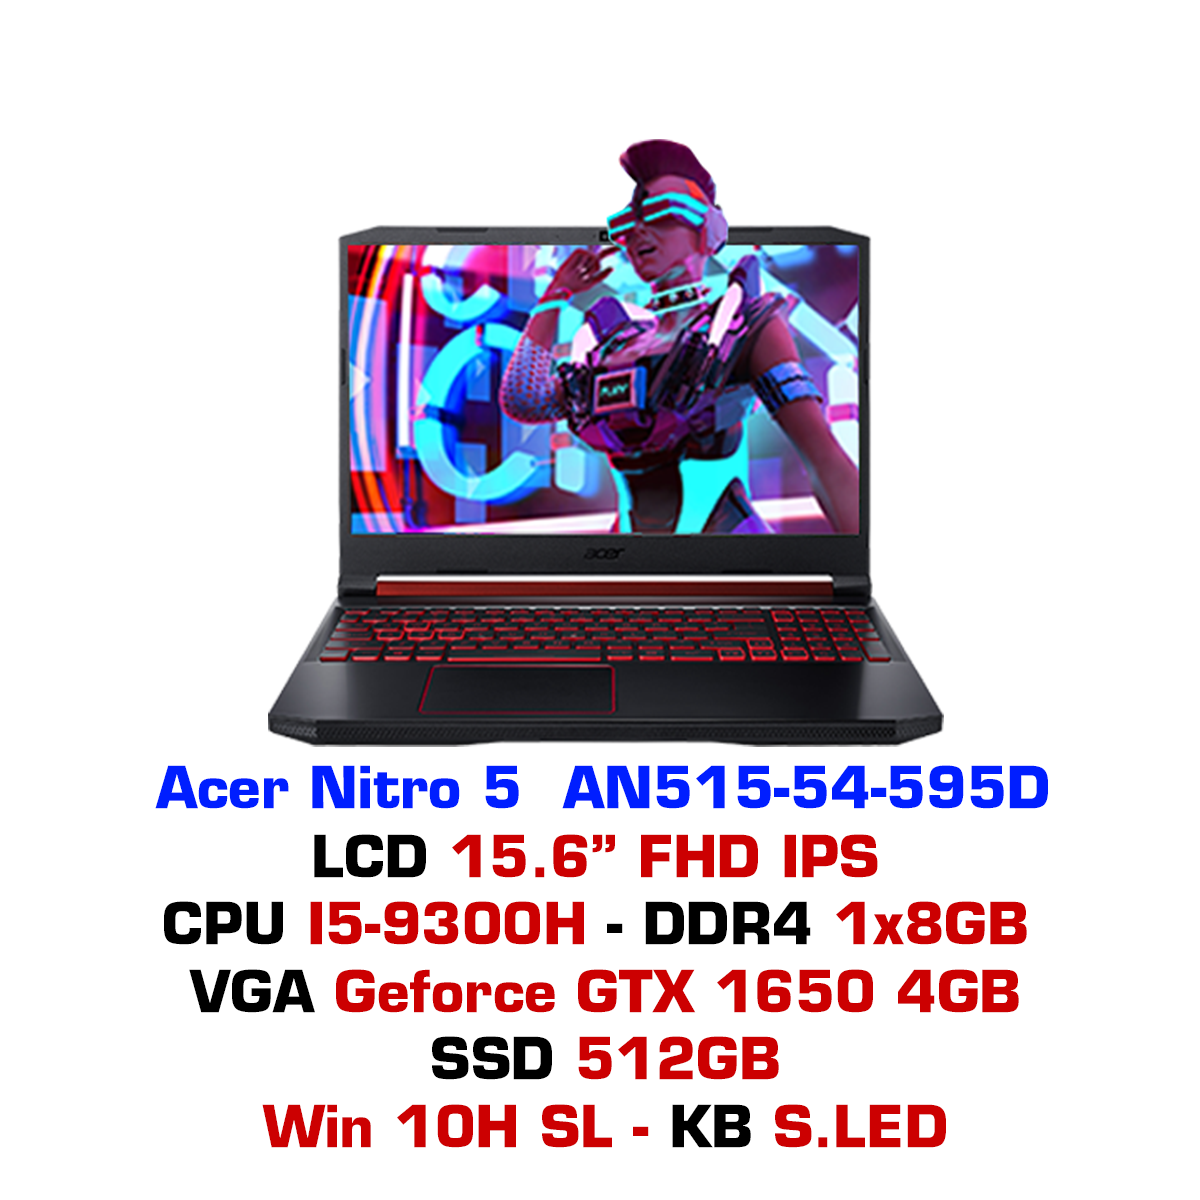 acer
Acer Nitro 5 AN515-54-595D
LCD 15.6” FHD IPS
CPU I5-9300H - DDR4 1x8GB
VGA Geforce GTX 1650 4GB
SSD 512GB
Win 10H SL - KB S.LED